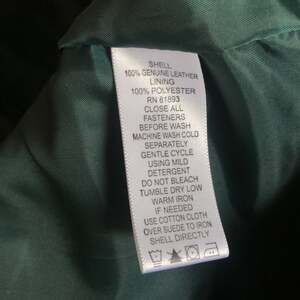 SHELL
100% GENUINE LEATHER
LINING
100% POLYESTER
RN 61893
CLOSE ALL
FASTENERS
BEFORE WASH
MACHINE WASH COLD
SEPARATELY
GENTLE CYCLE
USING MILD
DETERGENT
DO NOT BLEACH
TUMBLE DRY LOW
WARM IRON
IF NEEDED
USE COTTON CLOTH
OVER SUEDE TO IRON
SHELL DIRECTLY